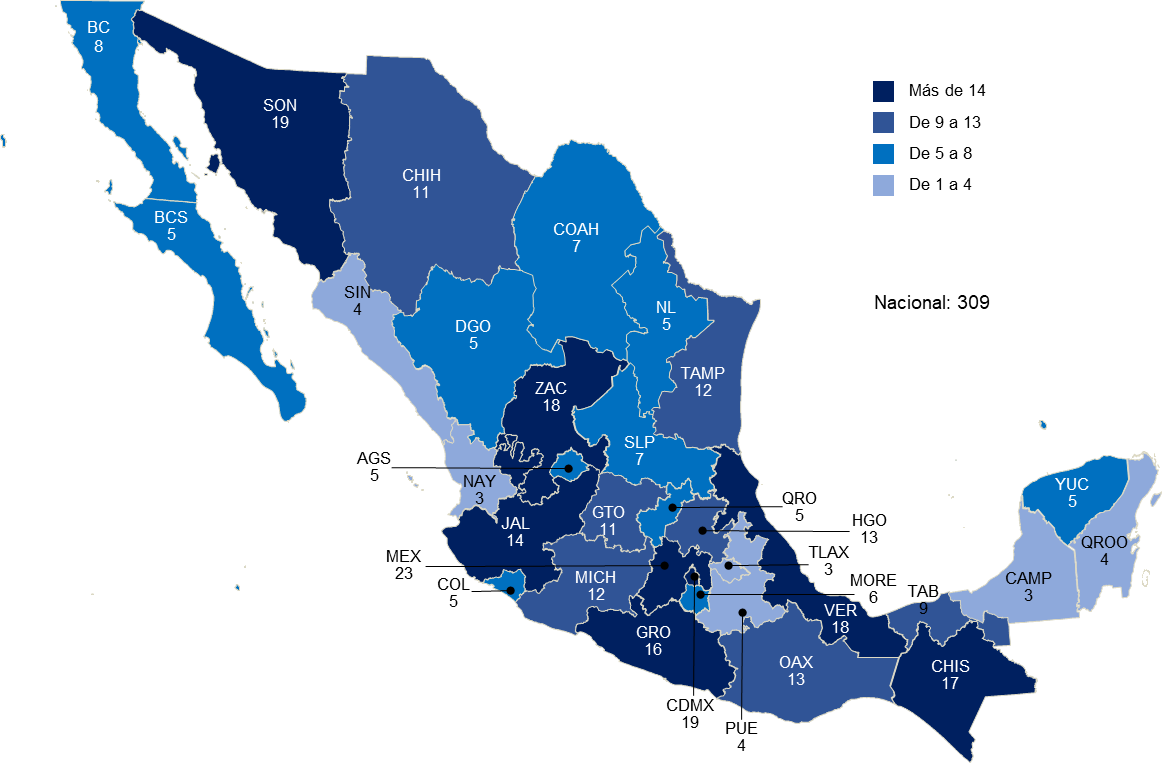 BC
8
SON
19
Más de 14
De 9 a 13
De 5 a 8
De 1 a 4
CHIH
11
BCS
5
COAH
7
SIN
4
NL
5
Nacional: 309
DGO
5
TAMP
12
ZAC
18
SLP
7
AGS
5
NAY
3
YUC
5
QRO
5
GTO
11
JAL
14
HGO
13
QROO
4
MEX
23
TLAX
3
COL
5
MICH
12
MORE
6
CAMP
3
TAB
9
VER
18
GRO
16
OAX
13
CHIS
17
CDMX
19
PUE
4